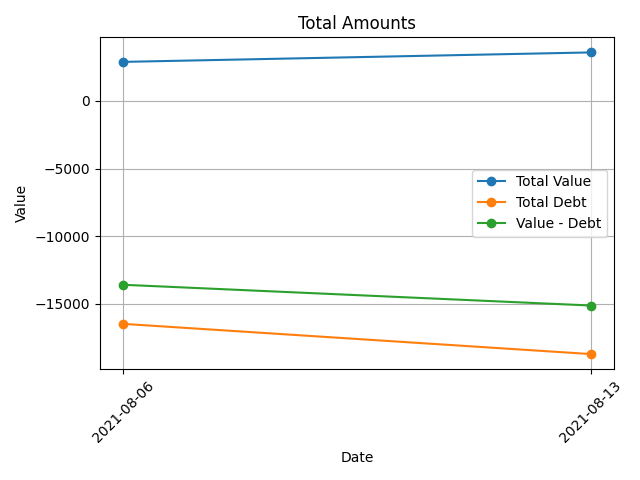 Total Amounts
Value
0
−5000
−10000
−15000
Total Value
Total Debt
Value - Debt
2021-08-06
2021-08-13
Date